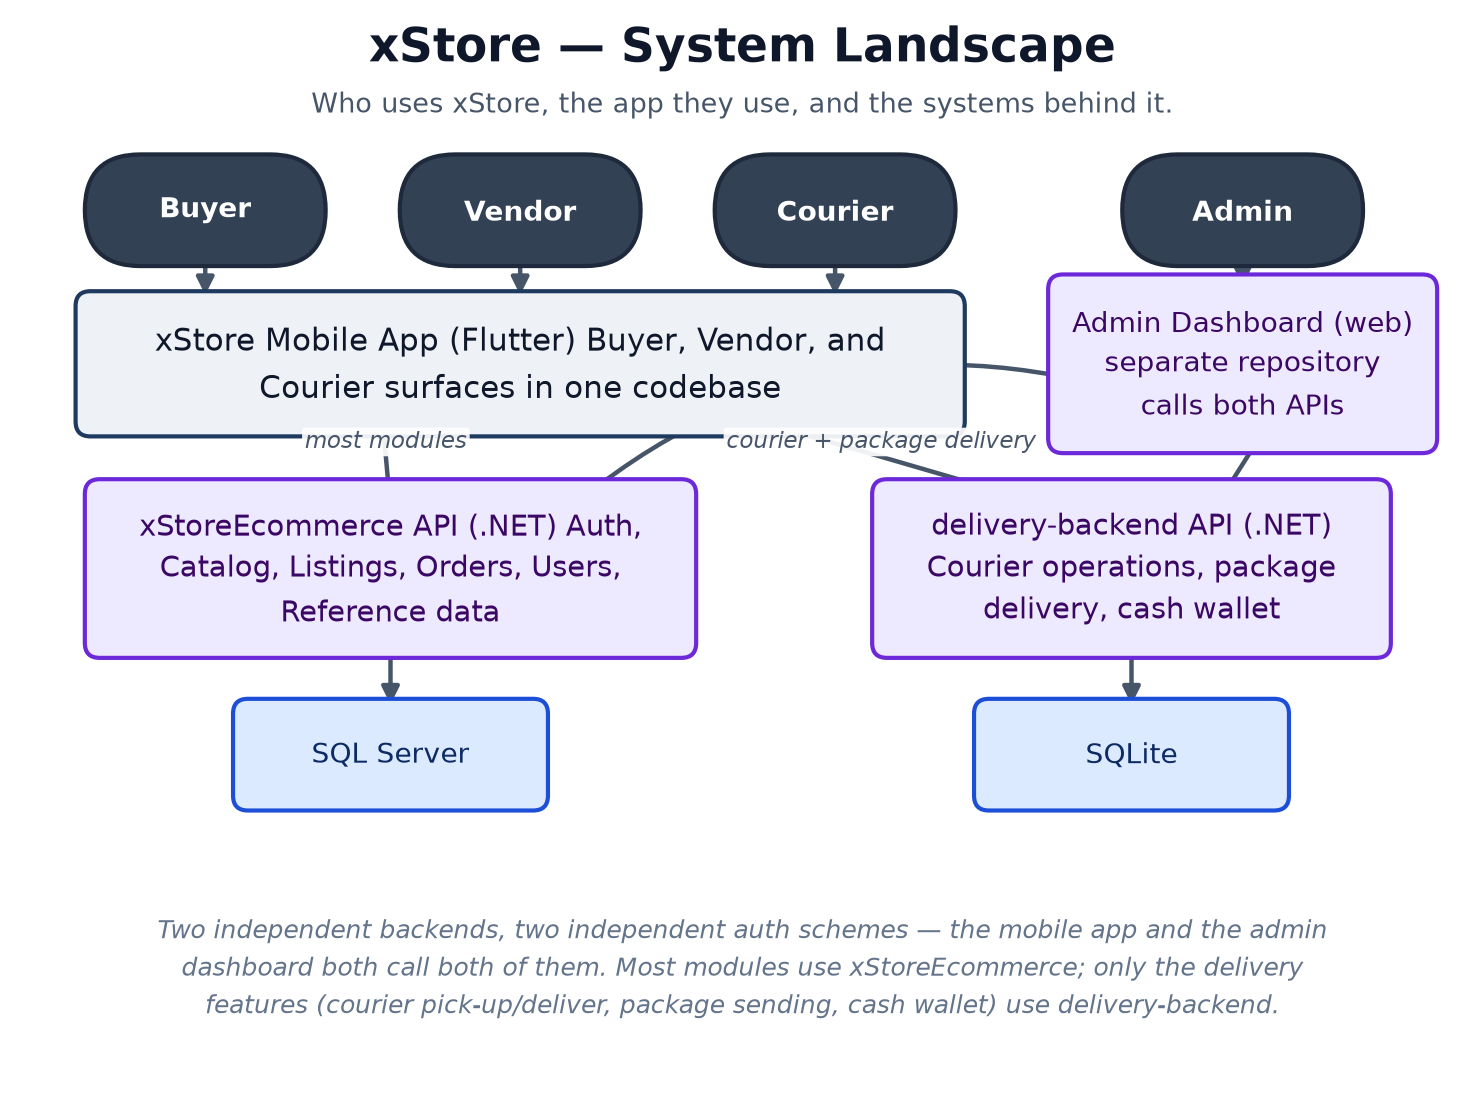 xStore — System Landscape
Who uses xStore, the app they use, and the systems behind it.
Buyer
Vendor
Courier
Admin
xStore Mobile App (Flutter) Buyer, Vendor, and
Courier surfaces in one codebase
Admin Dashboard (web)
separate repository
calls both APIs
most modules
courier + package delivery
xStoreEcommerce API (.NET) Auth,
Catalog, Listings, Orders, Users,
Reference data
delivery-backend API (.NET)
Courier operations, package
delivery, cash wallet
SQL Server
SQLite
Two independent backends, two independent auth schemes — the mobile app and the admin
dashboard both call both of them. Most modules use xStoreEcommerce; only the delivery
features (courier pick-up/deliver, package sending, cash wallet) use delivery-backend.